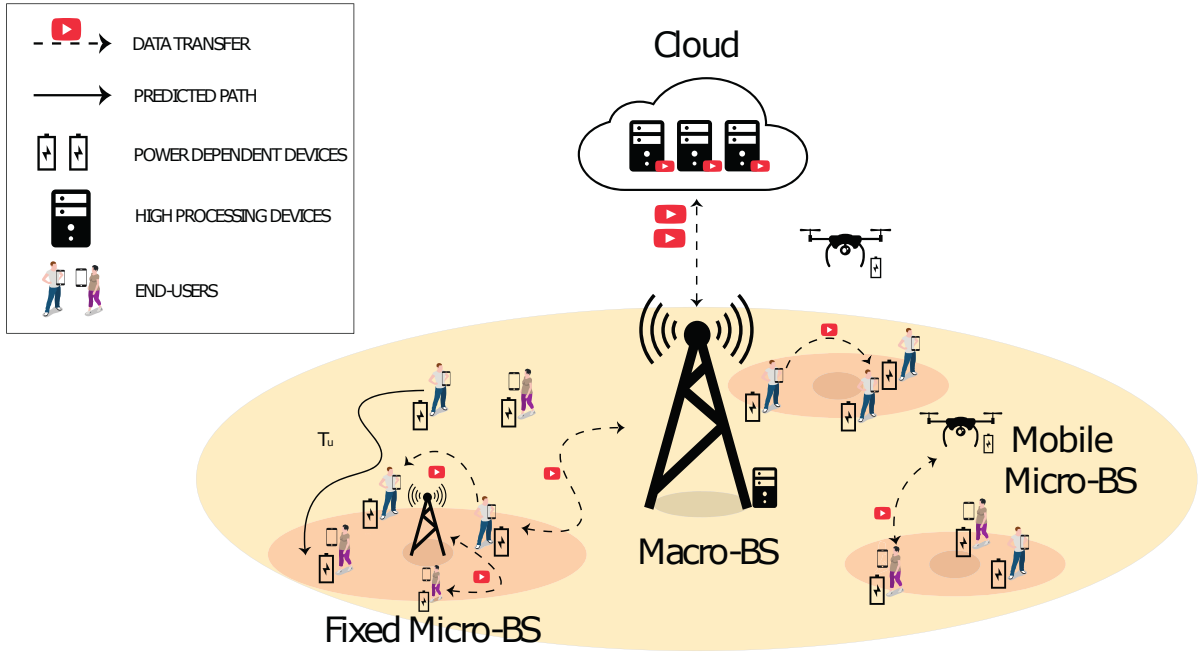 DATA TRANSFER
PREDICTED PATH
POWER DEPENDENT DEVICES
HIGH PROCESSING DEVICES
END-USERS
Cloud
Tu
Mobile
Micro-BS
Macro-BS
Fixed Micro-BS